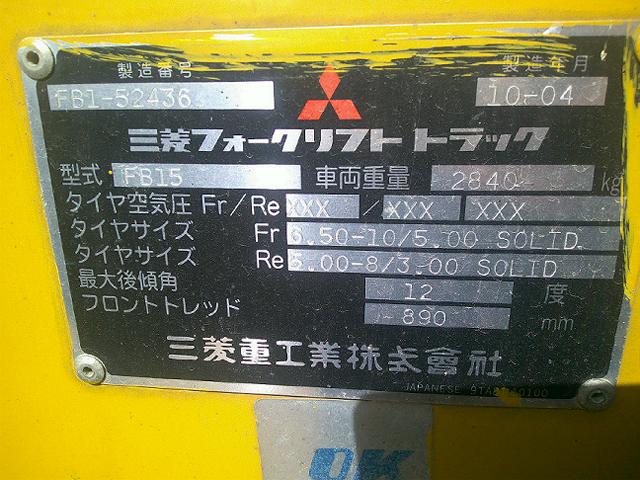 製造番号 製造年月
FB1-52436 10-04
三菱フォークリフトトラック
型式 FB15 車両重量 2840 kg
タイヤ空気圧 Fr/Re XXX / XXX XXX
タイヤサイズ Fr 6.50-10/5.00 SOLID
タイヤサイズ Re 5.00-8/3.00 SOLID
最大後傾角 12 度
フロントトレッド 890 mm
三菱重工業株式會社
JAPANESE
OK